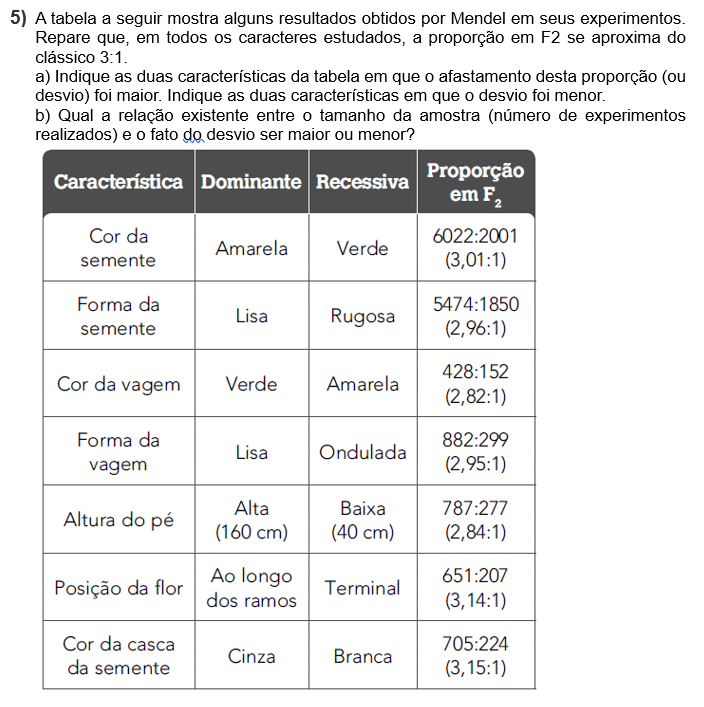 5) A tabela a seguir mostra alguns resultados obtidos por Mendel em seus experimentos.
Repare que, em todos os caracteres estudados, a proporção em F2 se aproxima do
clássico 3:1.
a) Indique as duas características da tabela em que o afastamento desta proporção (ou
desvio) foi maior. Indique as duas características em que o desvio foi menor.
b) Qual a relação existente entre o tamanho da amostra (número de experimentos
realizados) e o fato do desvio ser maior ou menor?
Característica Dominante Recessiva Proporção
em F2
Cor da
semente
Amarela
Verde
6022:2001
(3,01:1)
Forma da
semente
Lisa
Rugosa
5474:1850
(2,96:1)
Cor da vagem
Verde
Amarela
428:152
(2,82:1)
Forma da
vagem
Lisa
Ondulada
882:299
(2,95:1)
Altura do pé
Alta
(160 cm)
Baixa
(40 cm)
787:277
(2,84:1)
Posição da flor
Ao longo
dos ramos
Terminal
651:207
(3,14:1)
Cor da casca
da semente
Cinza
Branca
705:224
(3,15:1)